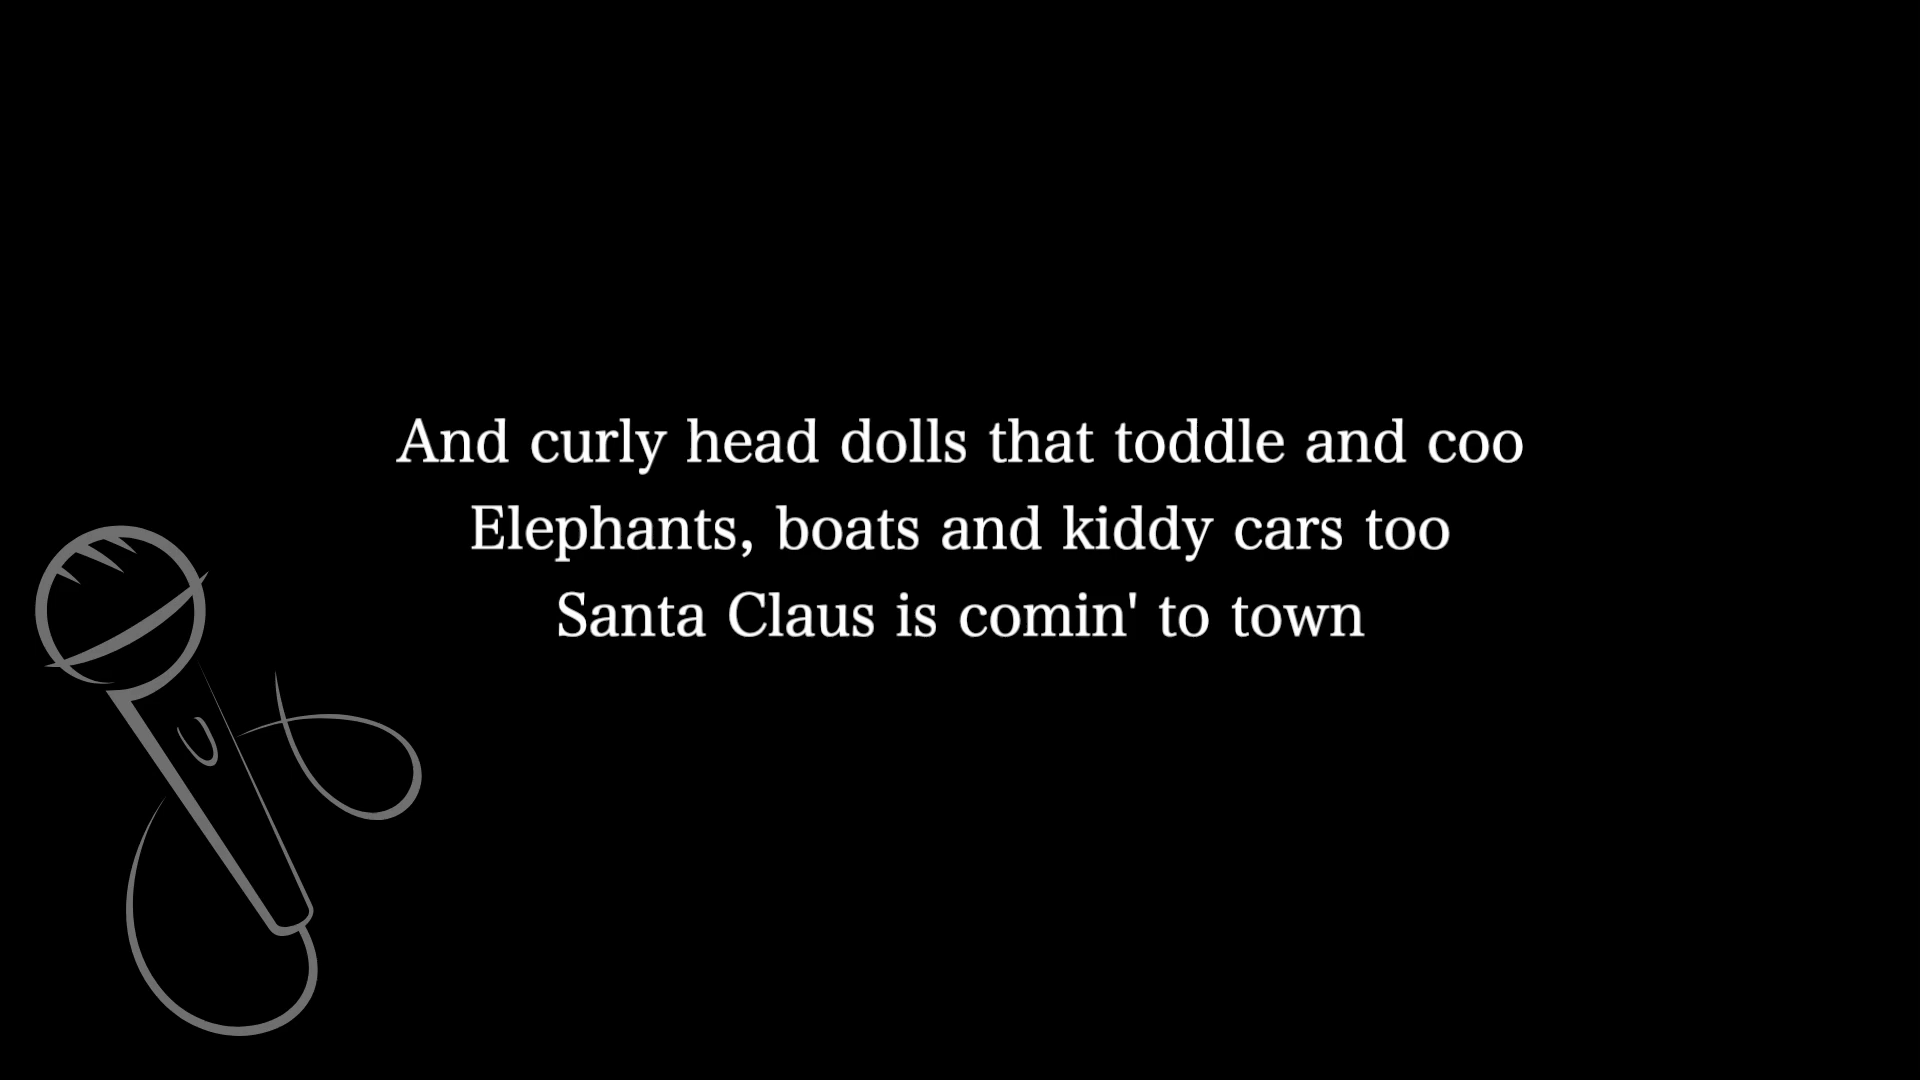 And curly head dolls that toddle and coo
Elephants, boats and kiddy cars too
Santa Claus is comin' to town